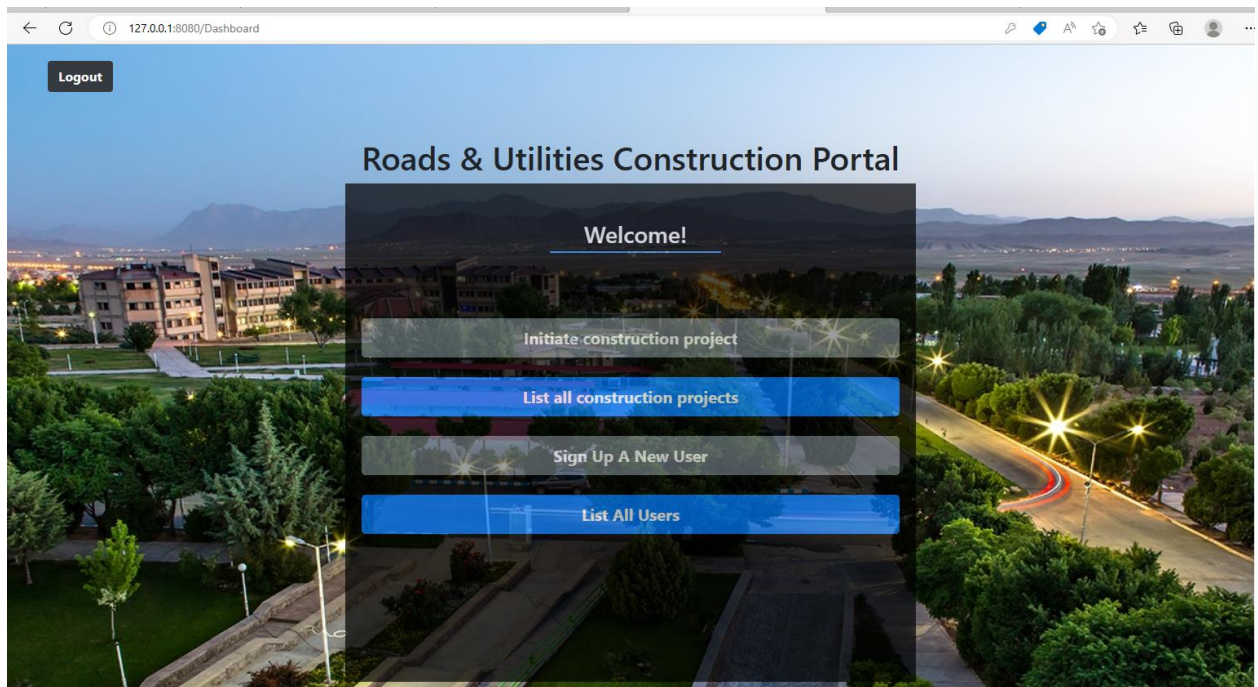 127.0.0.1:8080/Dashboard
Logout
Roads & Utilities Construction Portal
Welcome!
Initiate construction project
List all construction projects
Sign Up A New User
List All Users